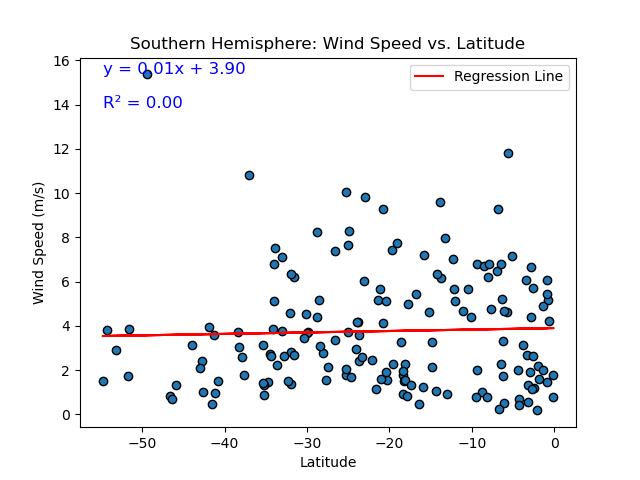 Southern Hemisphere: Wind Speed vs. Latitude
y = 0.01x + 3.90
R² = 0.00
Regression Line
Wind Speed (m/s)
16
14
12
10
8
6
4
2
0
−50
−40
−30
−20
−10
0
Latitude